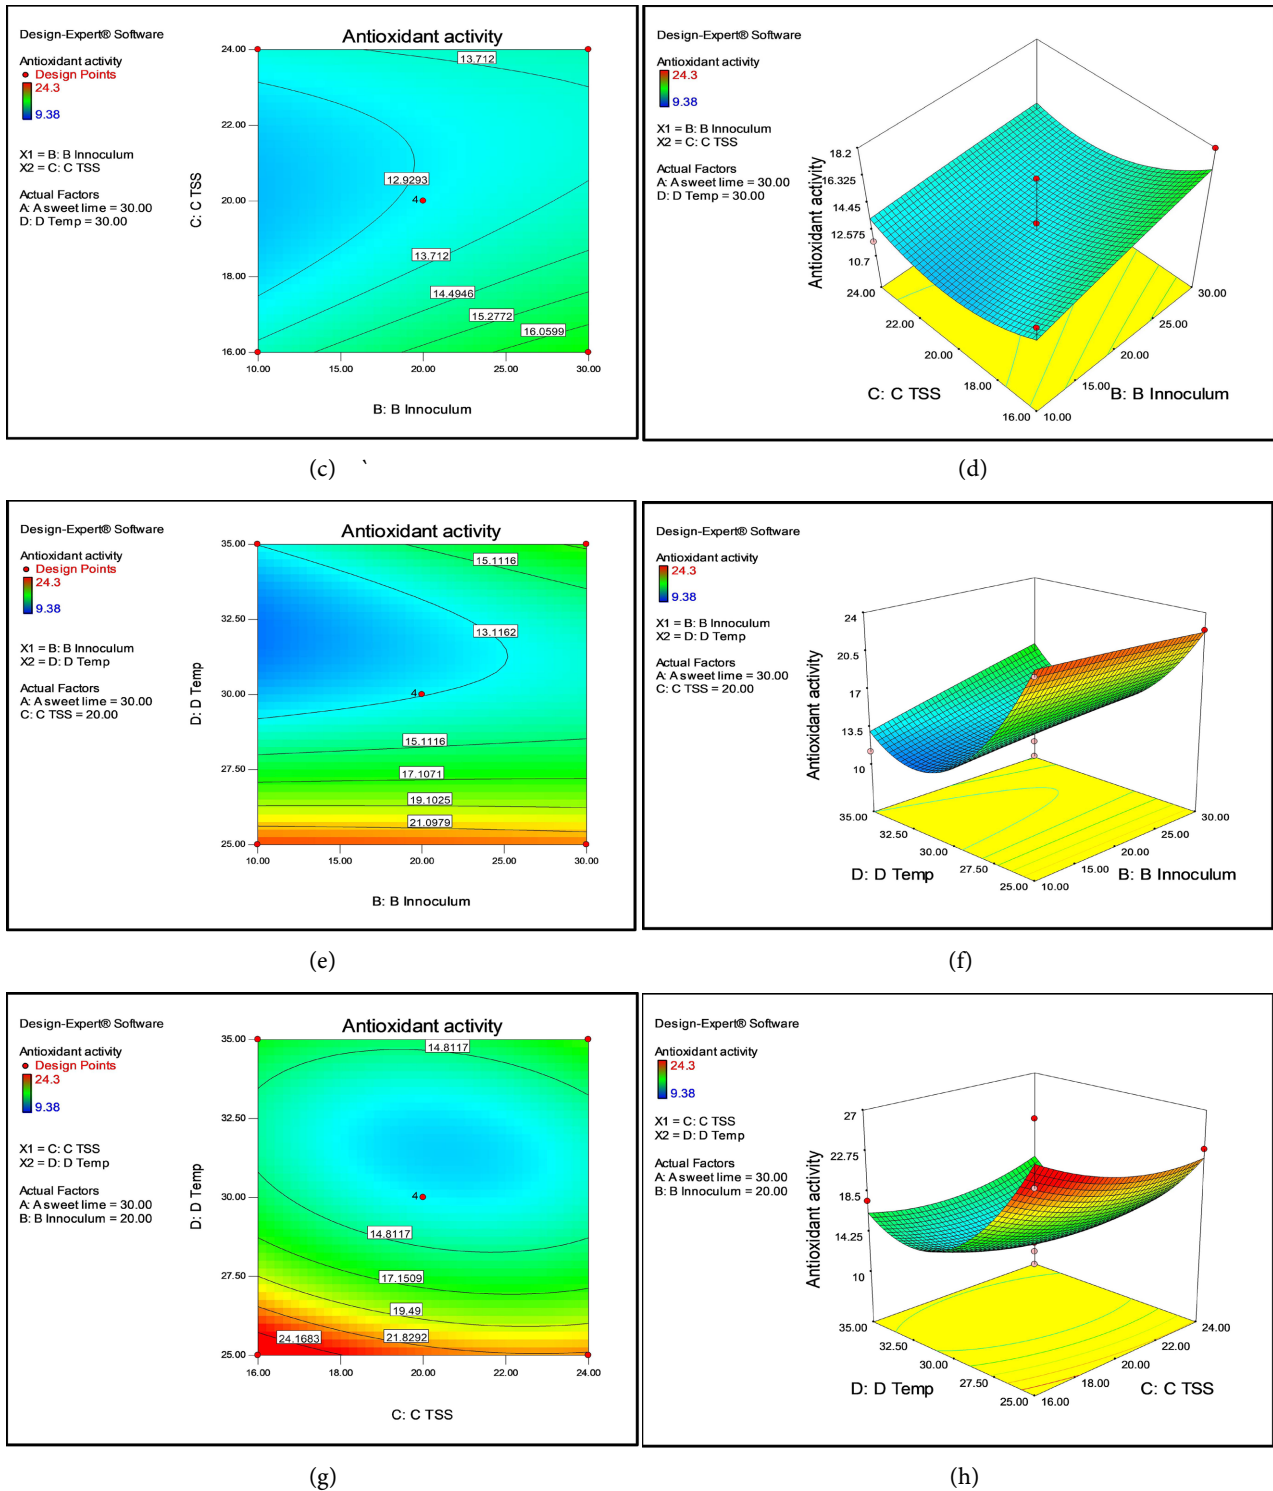 Design-Expert® Software
Antioxidant activity
Design Points
24.3
9.38
X1 = B: B Innoculum
X2 = C: C TSS
Actual Factors
A: A sweet lime = 30.00
D: D Temp = 30.00
Antioxidant activity
24.00
22.00
20.00
18.00
16.00
C: C TSS
13.712
12.9293
4
13.712
14.4946
15.2772
16.0599
10.00 15.00 20.00 25.00 30.00
B: B Innoculum
(c) `
Design-Expert® Software
Antioxidant activity
24.3
9.38
X1 = B: B Innoculum
X2 = C: C TSS
Actual Factors
A: A sweet lime = 30.00
D: D Temp = 30.00
Antioxidant activity
18.2
16.325
14.45
12.575
10.7
24.00
22.00
20.00
18.00
16.00
C: C TSS
10.00
15.00
20.00
25.00
30.00
B: B Innoculum
(d)
Design-Expert® Software
Antioxidant activity
Design Points
24.3
9.38
X1 = B: B Innoculum
X2 = D: D Temp
Actual Factors
A: A sweet lime = 30.00
C: C TSS = 20.00
Antioxidant activity
35.00
32.50
30.00
27.50
25.00
D: D Temp
15.1116
13.1162
4
15.1116
17.1071
19.1025
21.0979
10.00 15.00 20.00 25.00 30.00
B: B Innoculum
(e)
Design-Expert® Software
Antioxidant activity
24.3
9.38
X1 = B: B Innoculum
X2 = D: D Temp
Actual Factors
A: A sweet lime = 30.00
C: C TSS = 20.00
Antioxidant activity
24
20.5
17
13.5
10
35.00
32.50
30.00
27.50
25.00
D: D Temp
10.00
15.00
20.00
25.00
30.00
B: B Innoculum
(f)
Design-Expert® Software
Antioxidant activity
Design Points
24.3
9.38
X1 = C: C TSS
X2 = D: D Temp
Actual Factors
A: A sweet lime = 30.00
B: B Innoculum = 20.00
Antioxidant activity
35.00
32.50
30.00
27.50
25.00
D: D Temp
14.8117
4
14.8117
17.1509
19.49
21.8292
24.1683
16.00 18.00 20.00 22.00 24.00
C: C TSS
(g)
Design-Expert® Software
Antioxidant activity
24.3
9.38
X1 = C: C TSS
X2 = D: D Temp
Actual Factors
A: A sweet lime = 30.00
B: B Innoculum = 20.00
Antioxidant activity
27
22.75
18.5
14.25
10
35.00
32.50
30.00
27.50
25.00
D: D Temp
16.00
18.00
20.00
22.00
24.00
C: C TSS
(h)